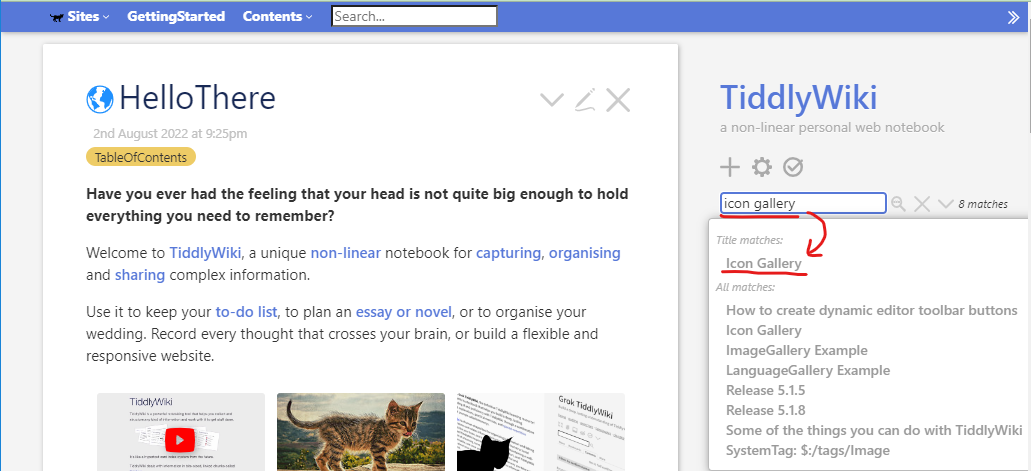 Sites GettingStarted Contents Search...
HelloThere
2nd August 2022 at 9:25pm
TableOfContents
Have you ever had the feeling that your head is not quite big enough to hold
everything you need to remember?
Welcome to TiddlyWiki, a unique non-linear notebook for capturing, organising
and sharing complex information.
Use it to keep your to-do list, to plan an essay or novel, or to organise your
wedding. Record every thought that crosses your brain, or build a flexible and
responsive website.
TiddlyWiki
Grok TiddlyWiki
TiddlyWiki
a non-linear personal web notebook
icon gallery 8 matches
Title matches:
Icon Gallery
All matches:
How to create dynamic editor toolbar buttons
Icon Gallery
ImageGallery Example
LanguageGallery Example
Release 5.1.5
Release 5.1.8
Some of the things you can do with TiddlyWiki
SystemTag: $:/tags/Image